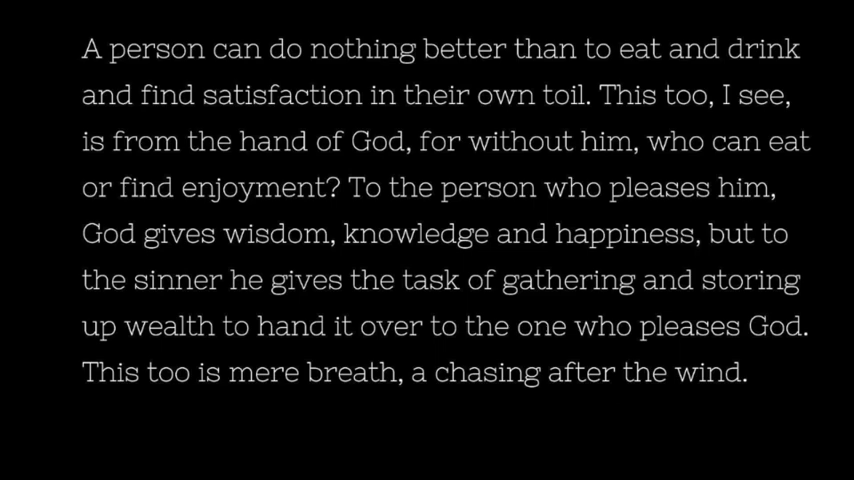 A person can do nothing better than to eat and drink
and find satisfaction in their own toil. This too, I see,
is from the hand of God, for without him, who can eat
or find enjoyment? To the person who pleases him,
God gives wisdom, knowledge and happiness, but to
the sinner he gives the task of gathering and storing
up wealth to hand it over to the one who pleases God.
This too is mere breath, a chasing after the wind.